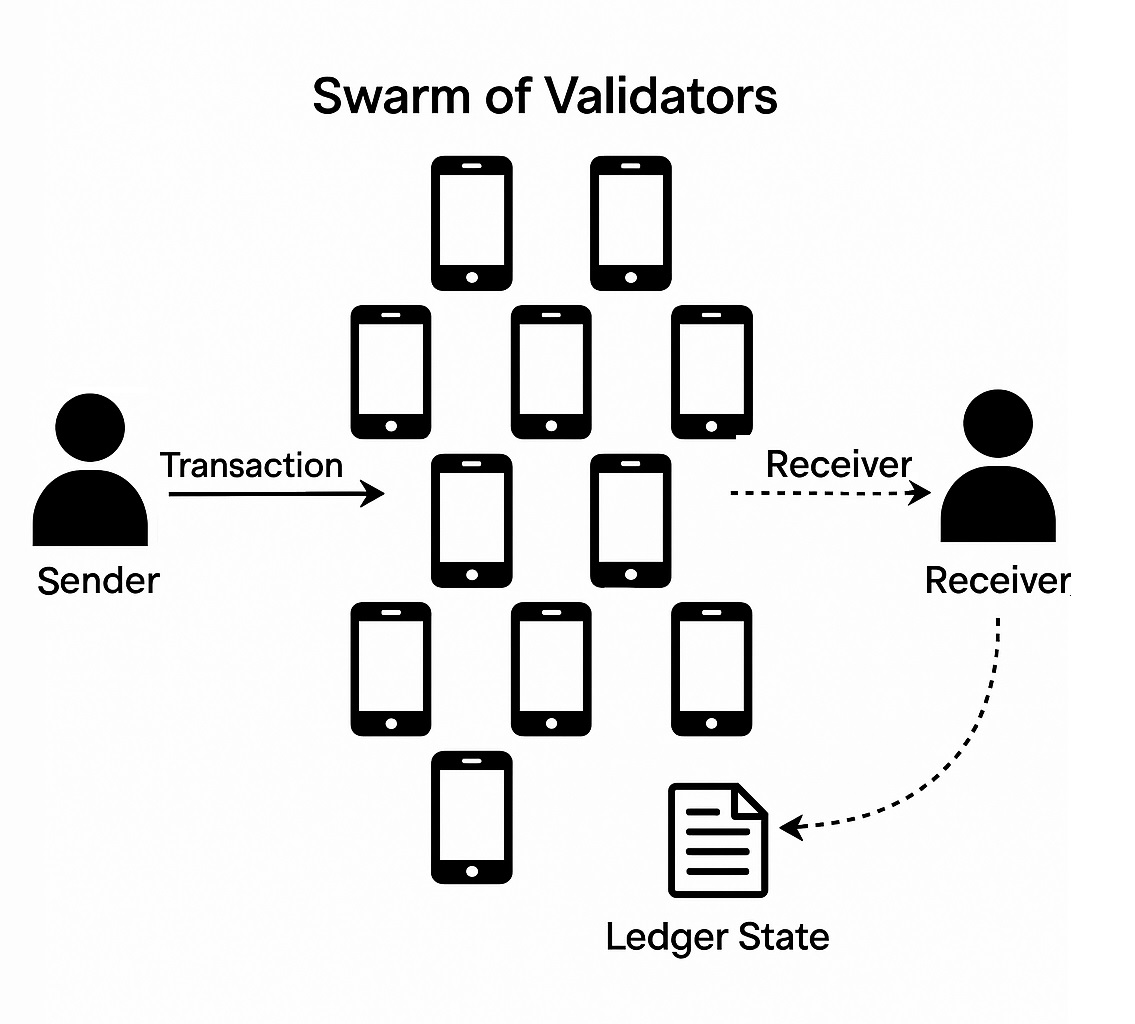 Swarm of Validators
Transaction
Receiver
Sender
Receiver
Ledger State